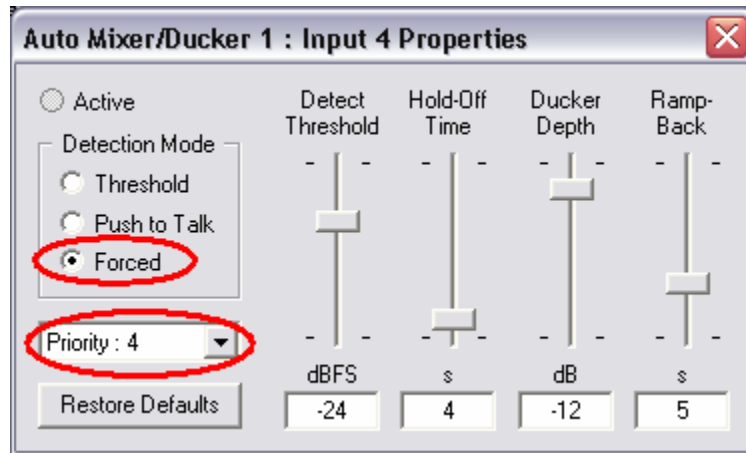 Auto Mixer/Ducker 1 : Input 4 Properties
Active
Detection Mode
Threshold
Push to Talk
Forced
Priority : 4
Restore Defaults
Detect
Threshold
dBFS
-24
Hold-Off
Time
s
4
Ducker
Depth
dB
-12
Ramp-
Back
s
5